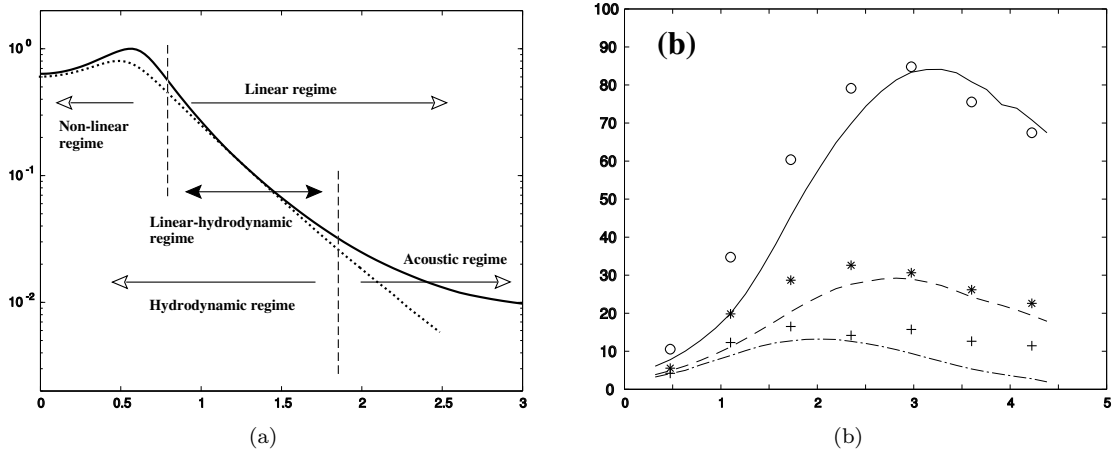 10⁰
10⁻¹
10⁻²
0 0.5 1 1.5 2 2.5 3
Linear regime
Non-linear
regime
Linear-hydrodynamic
regime
Acoustic regime
Hydrodynamic regime
(a)
(b)
100
90
80
70
60
50
40
30
20
10
0
0 1 2 3 4 5
(b)